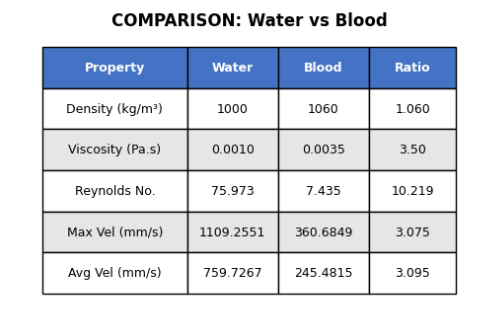 COMPARISON: Water vs Blood
Property Water Blood Ratio
Density (kg/m³) 1000 1060 1.060
Viscosity (Pa.s) 0.0010 0.0035 3.50
Reynolds No. 75.973 7.435 10.219
Max Vel (mm/s) 1109.2551 360.6849 3.075
Avg Vel (mm/s) 759.7267 245.4815 3.095